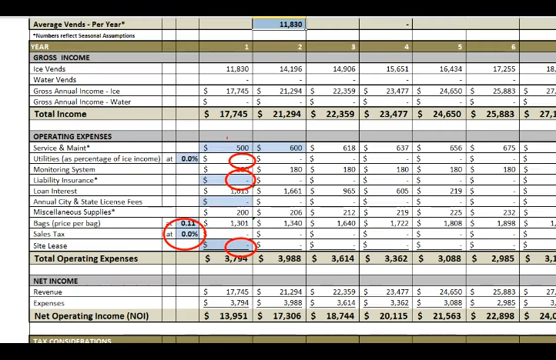 Average Vends - Per Year* 11,830 -
*Numbers reflect Seasonal Assumptions
YEAR 1 2 3 4 5 6
GROSS INCOME
Ice Vends 11,830 14,196 14,906 15,651 16,434 17,255
Water Vends - - - - - -
Gross Annual Income - Ice $ 17,745 $ 21,294 $ 22,359 $ 23,477 $ 24,650 $ 25,883 $
Gross Annual Income - Water $ - $ - $ - $ - $ - $ - $
Total Income $ 17,745 $ 21,294 $ 22,359 $ 23,477 $ 24,650 $ 25,883 $
OPERATING EXPENSES
Service & Maint* $ 500 $ 600 $ 618 $ 637 $ 656 $ 675 $
Utilities (as percentage of ice income) at 0.0% $ - $ - $ - $ - $ - $ - $
Monitoring System $ $ 180 $ 180 $ 180 $ 180 $ 180 $
Liability Insurance* $ - $ - $ - $ - $ - $ - $
Loan Interest $ $ 1,661 $ 965 $ 605 $ 219 $ - $
Annual City & State License Fees $ - $ - $ - $ - $ - $ - $
Miscellaneous Supplies* $ 200 $ 206 $ 212 $ 219 $ 225 $ 232 $
Bags (price per bag) at 0.11 $ 1,301 $ 1,340 $ 1,640 $ 1,722 $ 1,808 $ 1,898 $
Sales Tax at 0.0% $ - $ - $ - $ - $ - $ - $
Site Lease $ - $ - $ - $ - $ - $ - $
Total Operating Expenses $ 3,794 $ 3,988 $ 3,614 $ 3,362 $ 3,088 $ 2,985 $
NET INCOME
Revenue $ 17,745 $ 21,294 $ 22,359 $ 23,477 $ 24,650 $ 25,883 $
Expenses $ 3,794 $ 3,988 $ 3,614 $ 3,362 $ 3,088 $ 2,985 $
Net Operating Income (NOI) $ 13,951 $ 17,306 $ 18,744 $ 20,115 $ 21,563 $ 22,898 $
TAX CONSIDERATIONS